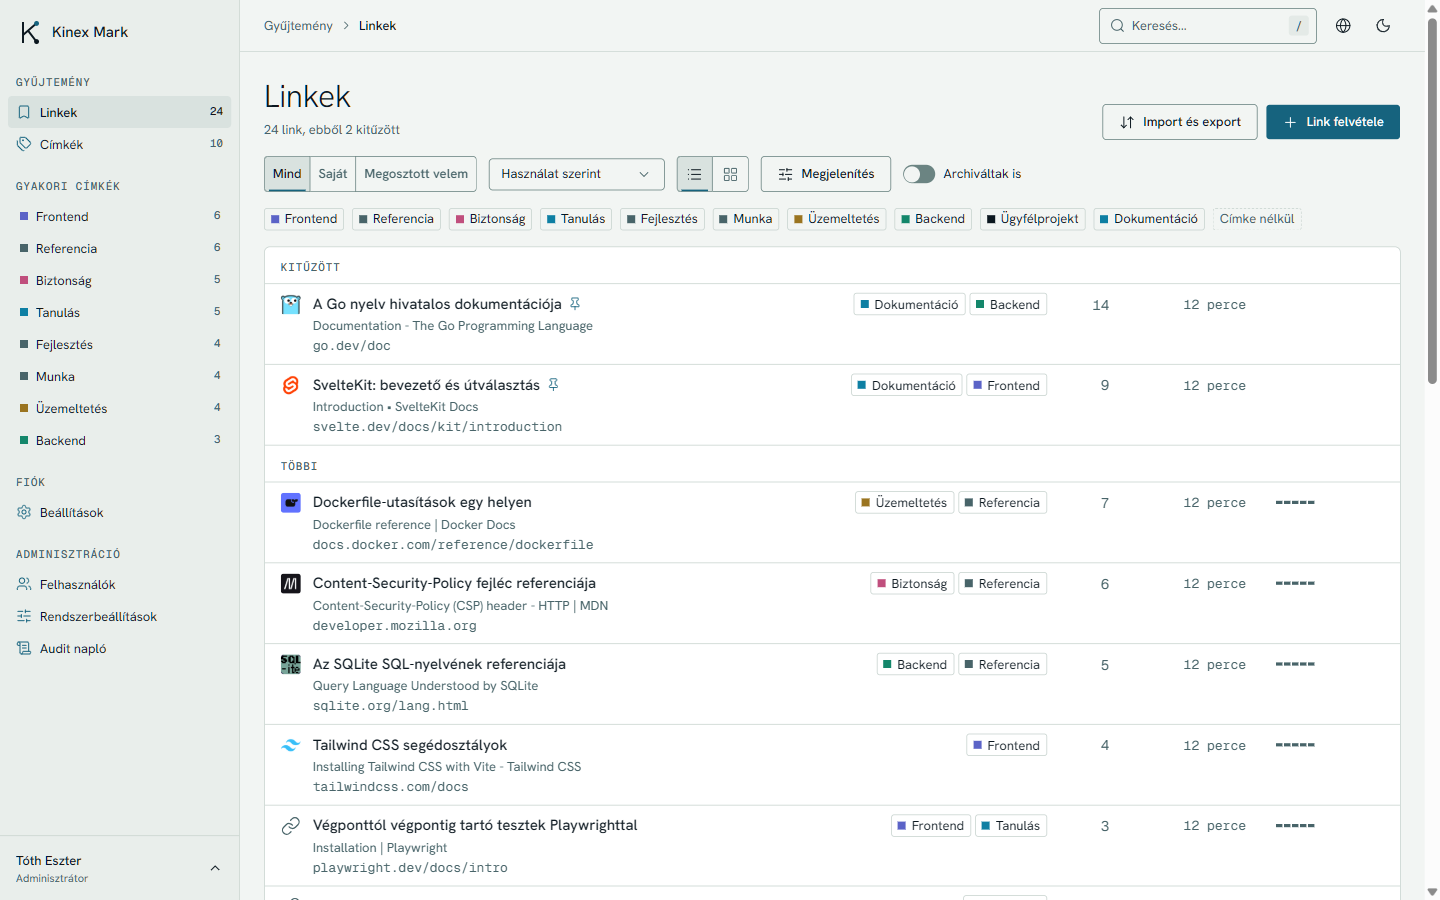 Kinex Mark
GYŰJTEMÉNY
Linkek 24
Címkék 10
GYAKORI CÍMKÉK
Frontend 6
Referencia 6
Biztonság 5
Tanulás 5
Fejlesztés 4
Munka 4
Üzemeltetés 4
Backend 3
FIÓK
Beállítások
ADMINISZTRÁCIÓ
Felhasználók
Rendszerbeállítások
Audit napló
Tóth Eszter
Adminisztrátor
Gyűjtemény > Linkek
Keresés... /
Linkek
24 link, ebből 2 kitűzött
Import és export
Link felvétele
Mind Saját Megosztott velem
Használat szerint
Megjelenítés
Archiváltak is
Frontend Referencia Biztonság Tanulás Fejlesztés Munka Üzemeltetés Backend Ügyfélprojekt Dokumentáció Címke nélkül
KITŰZÖTT
A Go nyelv hivatalos dokumentációja Dokumentáció Backend 14 12 perce
Documentation - The Go Programming Language
go.dev/doc
SvelteKit: bevezető és útválasztás Dokumentáció Frontend 9 12 perce
Introduction • SvelteKit Docs
svelte.dev/docs/kit/introduction
TÖBBI
Dockerfile-utasítások egy helyen Üzemeltetés Referencia 7 12 perce
Dockerfile reference | Docker Docs
docs.docker.com/reference/dockerfile
Content-Security-Policy fejléc referenciája Biztonság Referencia 6 12 perce
Content-Security-Policy (CSP) header - HTTP | MDN
developer.mozilla.org
SQL
-ite
Az SQLite SQL-nyelvének referenciája Backend Referencia 5 12 perce
Query Language Understood by SQLite
sqlite.org/lang.html
Tailwind CSS segédosztályok Frontend 4 12 perce
Installing Tailwind CSS with Vite - Tailwind CSS
tailwindcss.com/docs
Végponttól végpontig tartó tesztek Playwrighttal Frontend Tanulás 3 12 perce
Installation | Playwright
playwright.dev/docs/intro